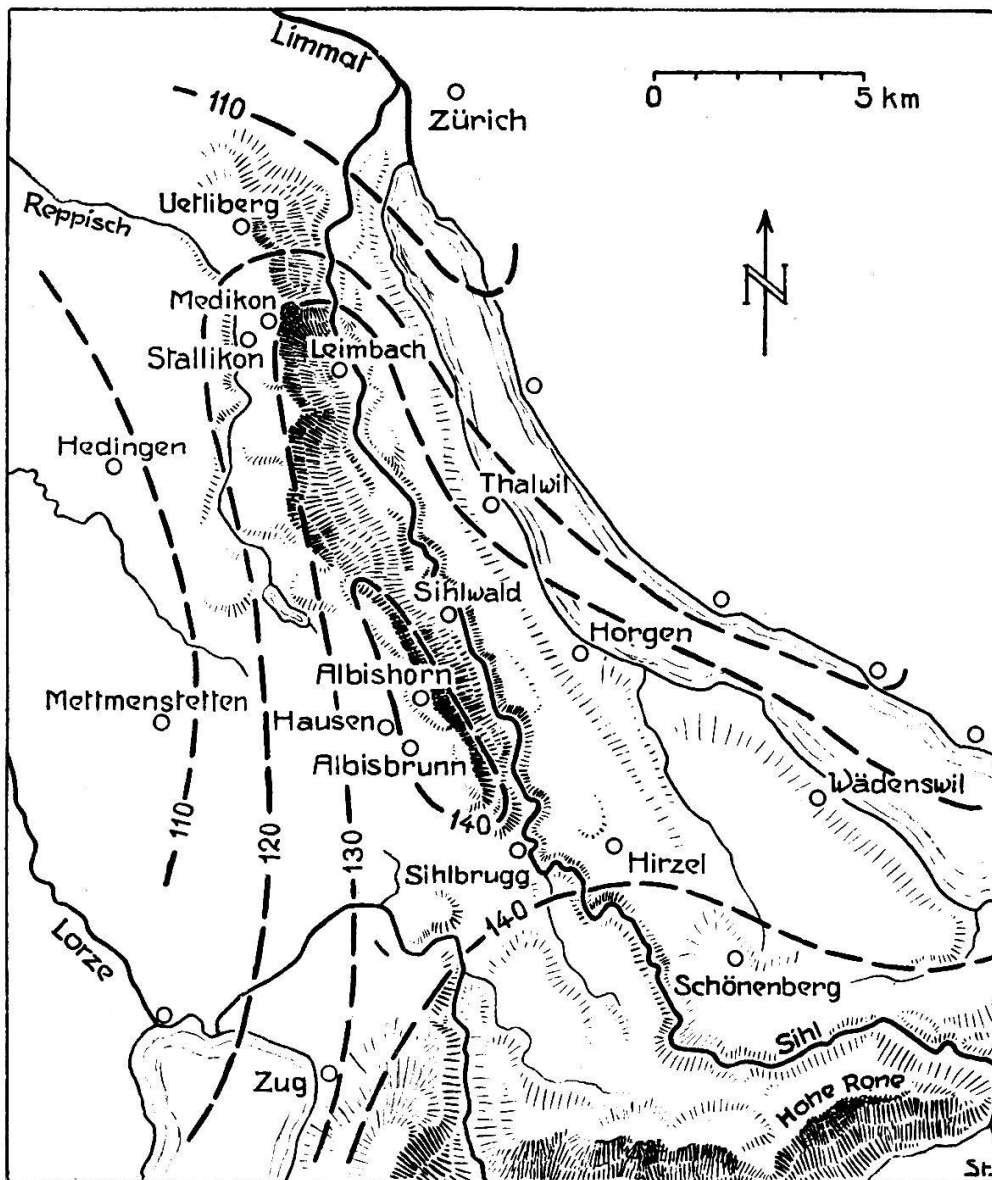 Limmat
110
Zürich
0 5 km
Reppisch
Uetliberg
N
Medikon
Stallikon
Leimbach
Hedingen
Thalwil
Sihlwald
Horgen
Albishorn
Mettmenstetten
Hausen
Albisbrunn
Wädenswil
110
120
130
140
Sihlbrugg
Hirzel
140
Lorze
Schönenberg
Sihl
Zug
Hohe Rone
St.